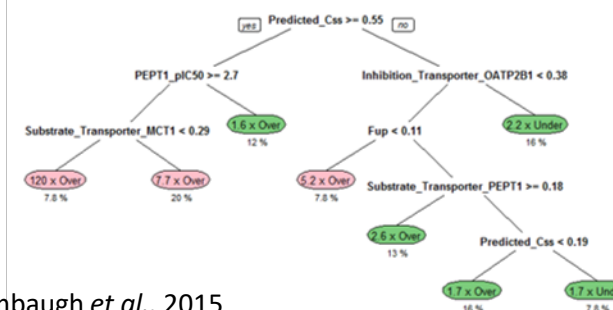 yes Predicted_Css >= 0.55 no
PEPT1_pIC50 >= 2.7
Inhibition_Transporter_OATP2B1 < 0.38
Substrate_Transporter_MCT1 < 0.29
1.6 x Over
12 %
Fup < 0.11
2.2 x Under
16 %
120 x Over
7.8 %
7.7 x Over
20 %
5.2 x Over
7.8 %
Substrate_Transporter_PEPT1 >= 0.18
2.6 x Over
13 %
Predicted_Css < 0.19
1.7 x Over
16 %
1.7 x Und
7.8 %
nbaugh et al., 2015